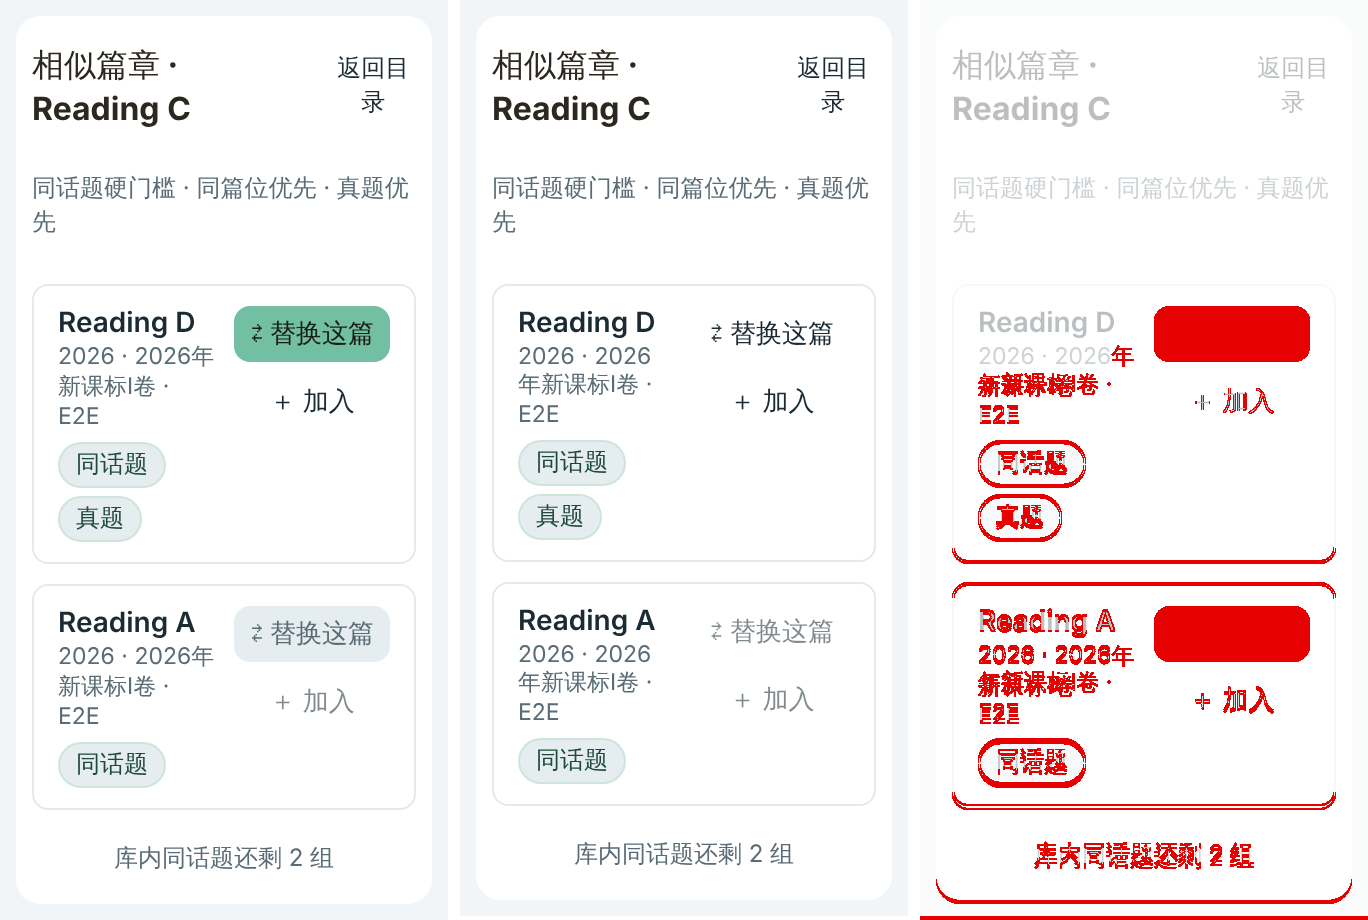 相似篇章 ·
Reading C
返回目
录
同话题硬门槛 · 同篇位优先 · 真题优
先
Reading D
2026 · 2026年
新课标I卷 ·
E2E
⇄ 替换这篇
+ 加入
同话题
真题
Reading A
2026 · 2026年
新课标I卷 ·
E2E
⇄ 替换这篇
+ 加入
同话题
库内同话题还剩 2 组
相似篇章 ·
Reading C
返回目
录
同话题硬门槛 · 同篇位优先 · 真题优
先
Reading D
2026 · 2026
年新课标I卷 ·
E2E
⇄ 替换这篇
+ 加入
同话题
真题
Reading A
2026 · 2026
年新课标I卷 ·
E2E
⇄ 替换这篇
+ 加入
同话题
库内同话题还剩 2 组
相似篇章 ·
Reading C
返回目
录
同话题硬门槛 · 同篇位优先 · 真题优
先
Reading D
2026 · 2026年
E2E
+ 加入
同话题
真题
Reading A
2026 · 2026年
E2E
+ 加入
同话题
库内同话题还剩 2 组